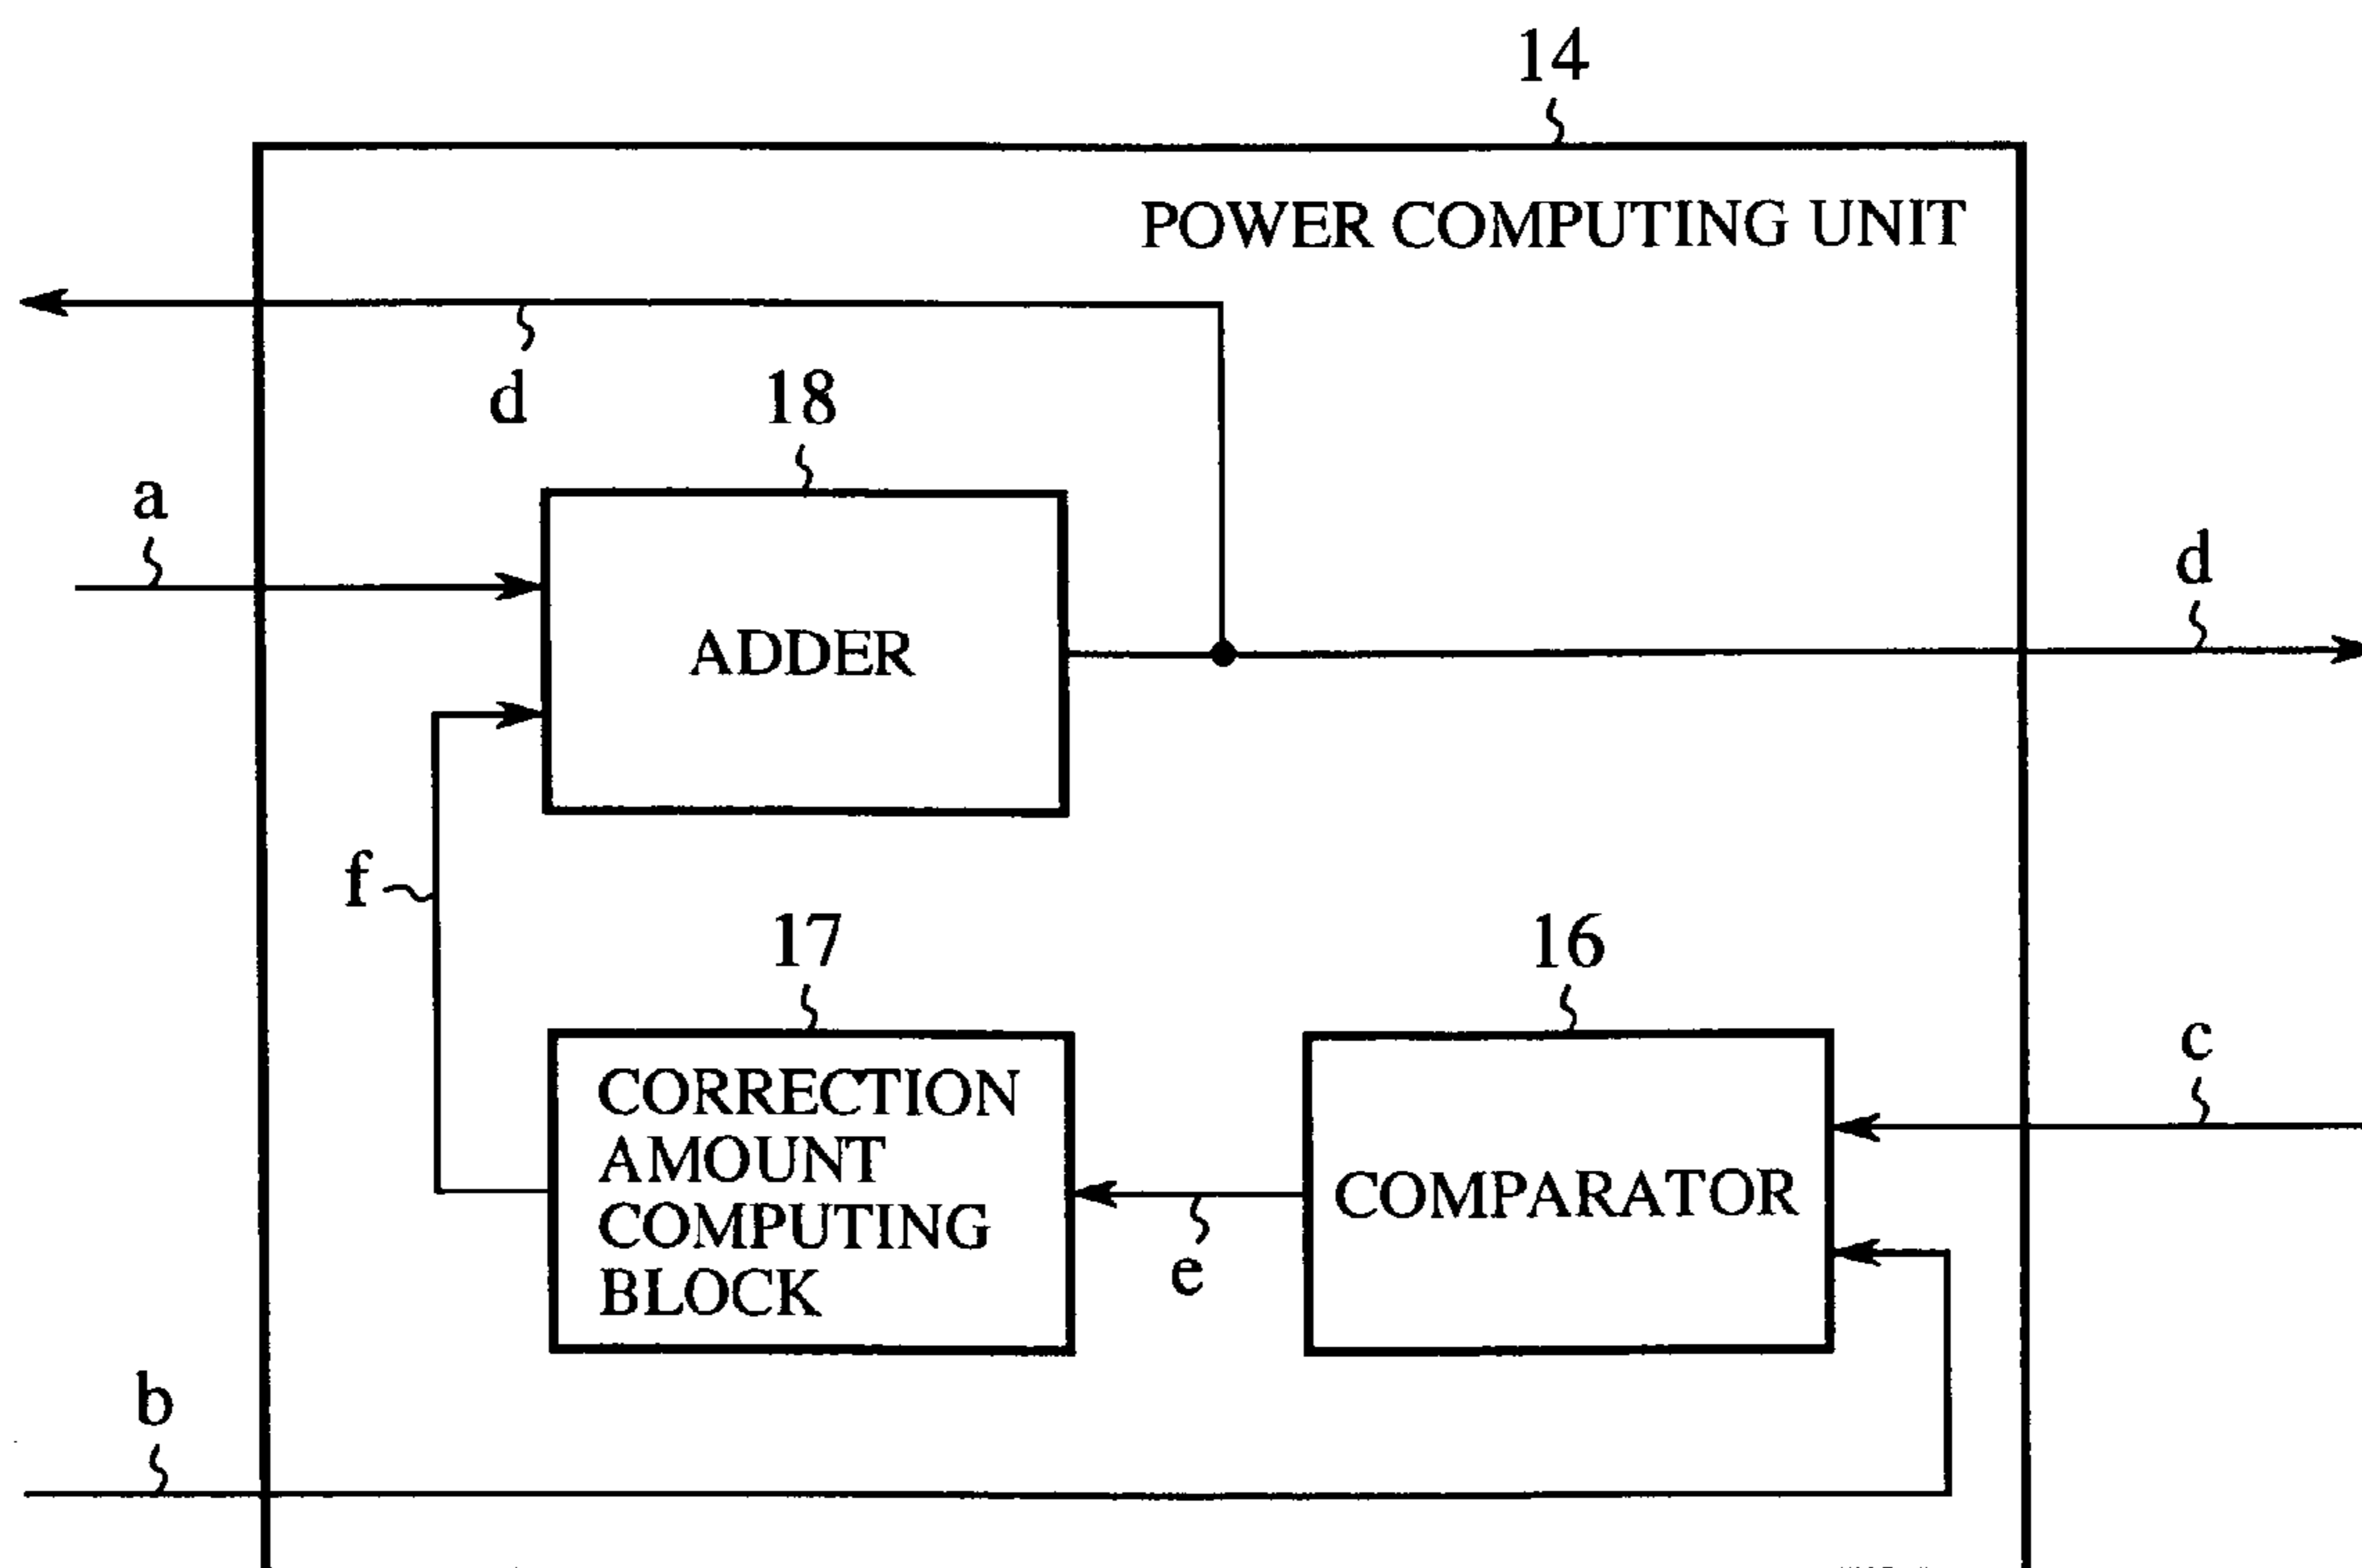 14
POWER COMPUTING UNIT
d
18
a
ADDER
d
f
17
16
CORRECTION
AMOUNT
COMPUTING
BLOCK
COMPARATOR
c
e
b